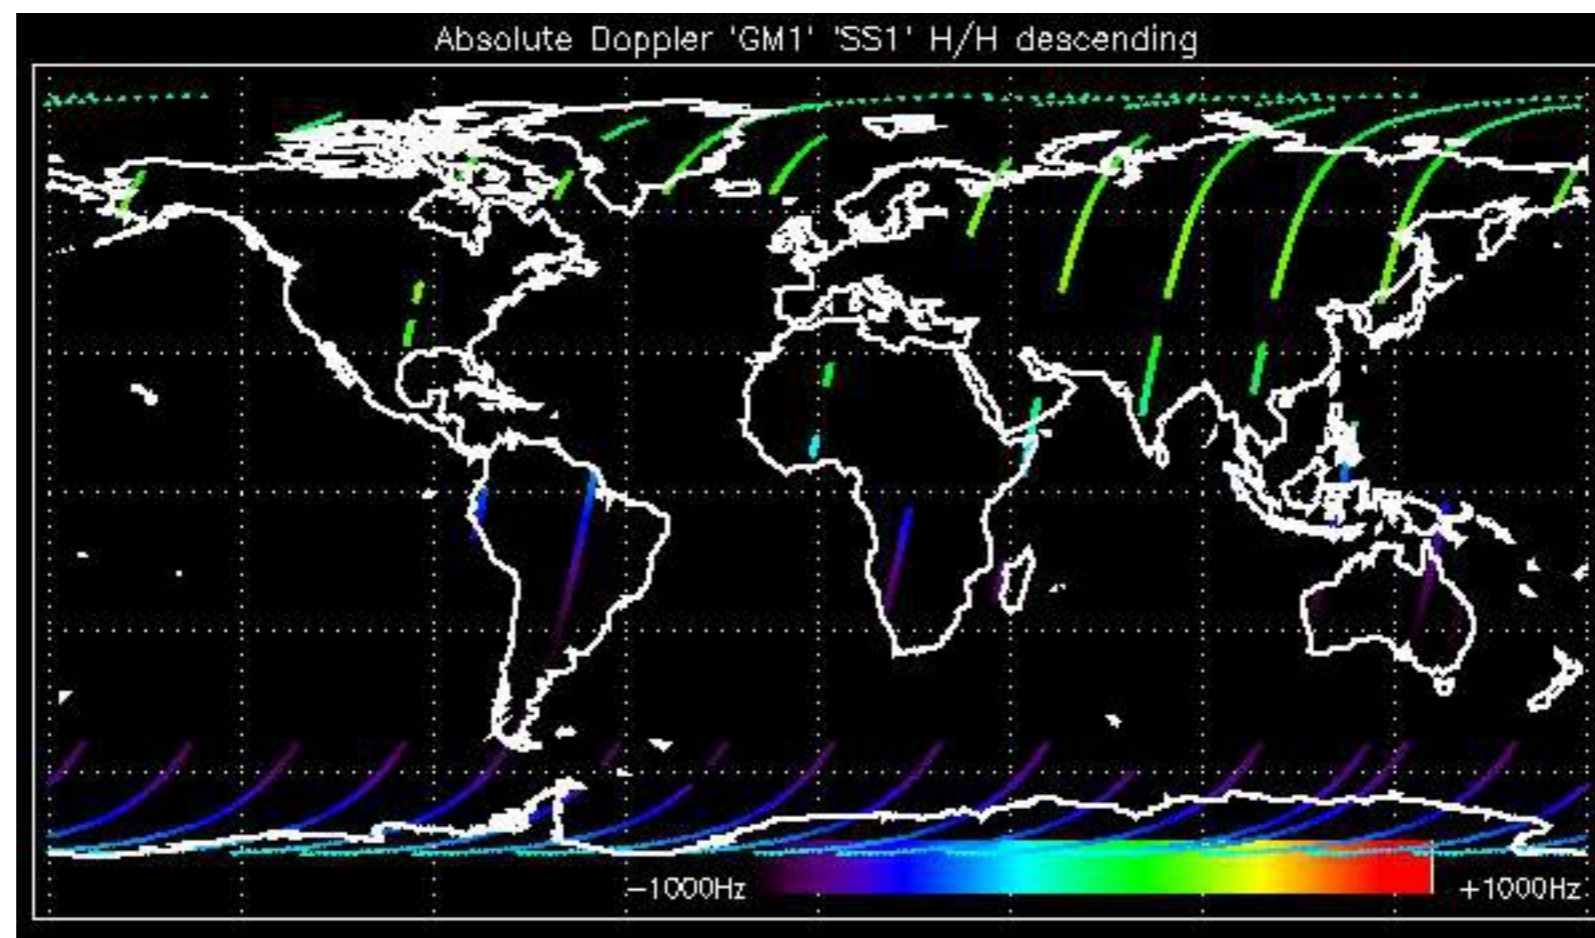 Absolute Doppler 'GM1' 'SS1' H/H descending
-1000Hz
+1000Hz